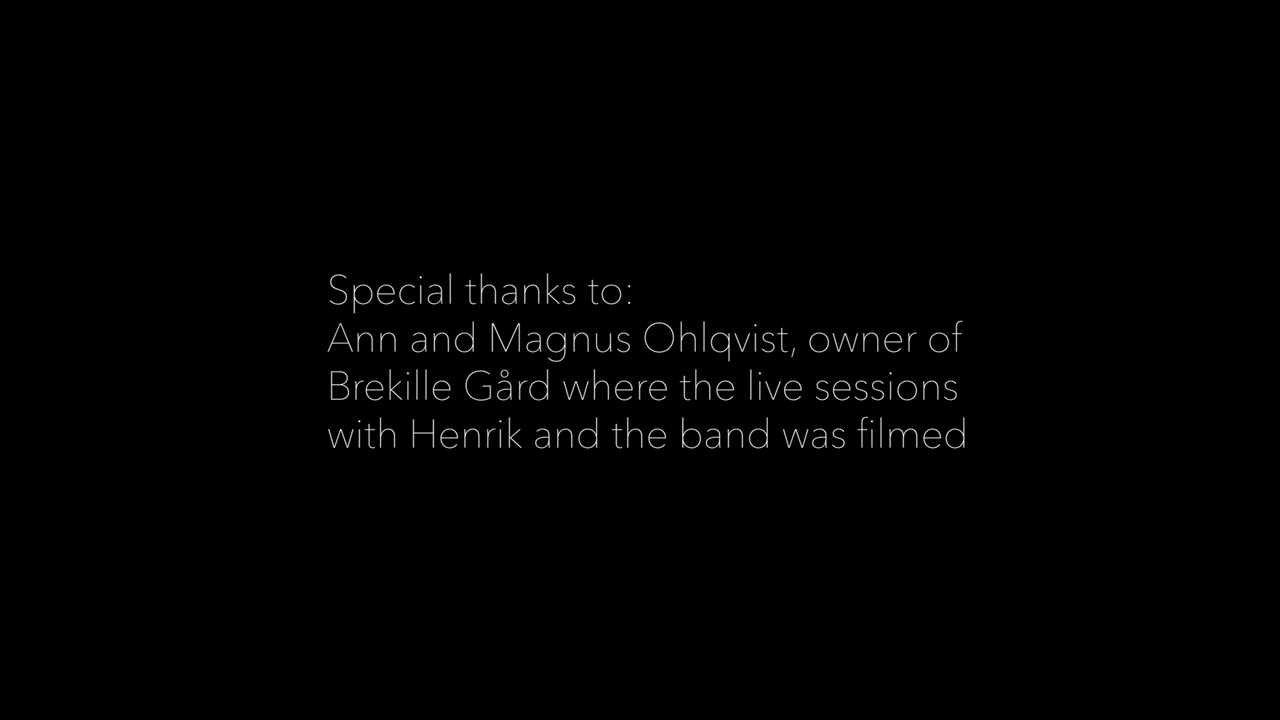 Special thanks to:
Ann and Magnus Ohlqvist, owner of
Brekille Gård where the live sessions
with Henrik and the band was filmed